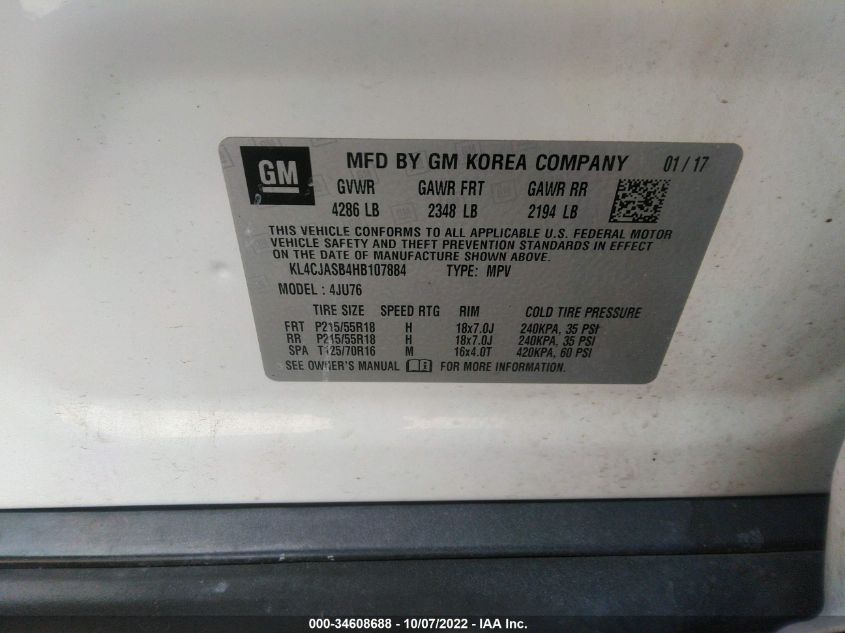 GM MFD BY GM KOREA COMPANY 01 / 17
GVWR GAWR FRT GAWR RR
4286 LB 2348 LB 2194 LB
THIS VEHICLE CONFORMS TO ALL APPLICABLE U.S. FEDERAL MOTOR
VEHICLE SAFETY AND THEFT PREVENTION STANDARDS IN EFFECT
ON THE DATE OF MANUFACTURE SHOWN ABOVE.
KL4CJASB4HB107884 TYPE: MPV
MODEL : 4JU76
TIRE SIZE SPEED RTG RIM COLD TIRE PRESSURE
FRT P215/55R18 H 18x7.0J 240KPA, 35 PSI
RR P215/55R18 H 18x7.0J 240KPA, 35 PSI
SPA T125/70R16 M 16x4.0T 420KPA, 60 PSI
SEE OWNER'S MANUAL FOR MORE INFORMATION.
000-34608688 - 10/07/2022 - IAA Inc.